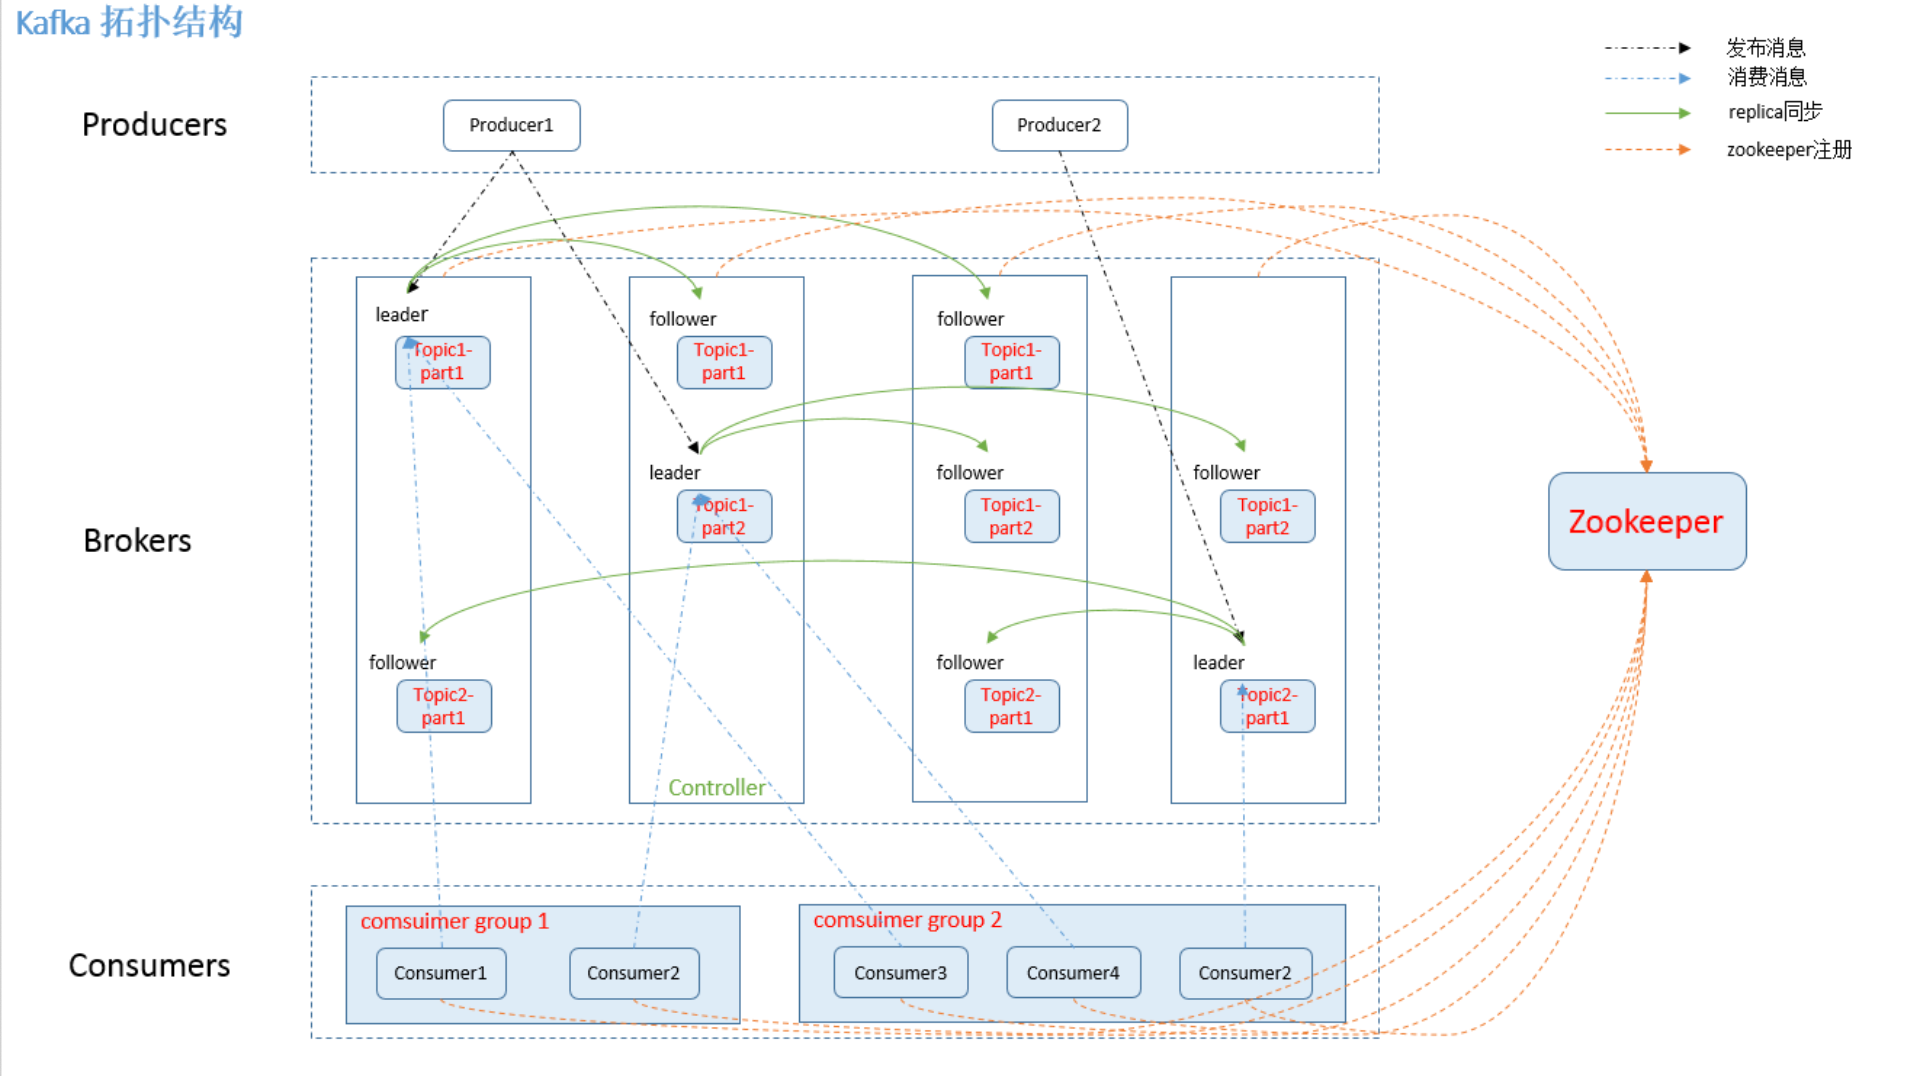 Kafka 拓扑结构
发布消息
消费消息
replica同步
zookeeper注册
Producers
Producer1
Producer2
Brokers
leader
Topic1-
part1
follower
Topic2-
part1
follower
Topic1-
part1
leader
Topic1-
part2
Controller
follower
Topic1-
part1
follower
Topic1-
part2
follower
Topic2-
part1
follower
Topic1-
part2
leader
Topic2-
part1
Zookeeper
Consumers
comsuimer group 1
Consumer1
Consumer2
comsuimer group 2
Consumer3
Consumer4
Consumer2